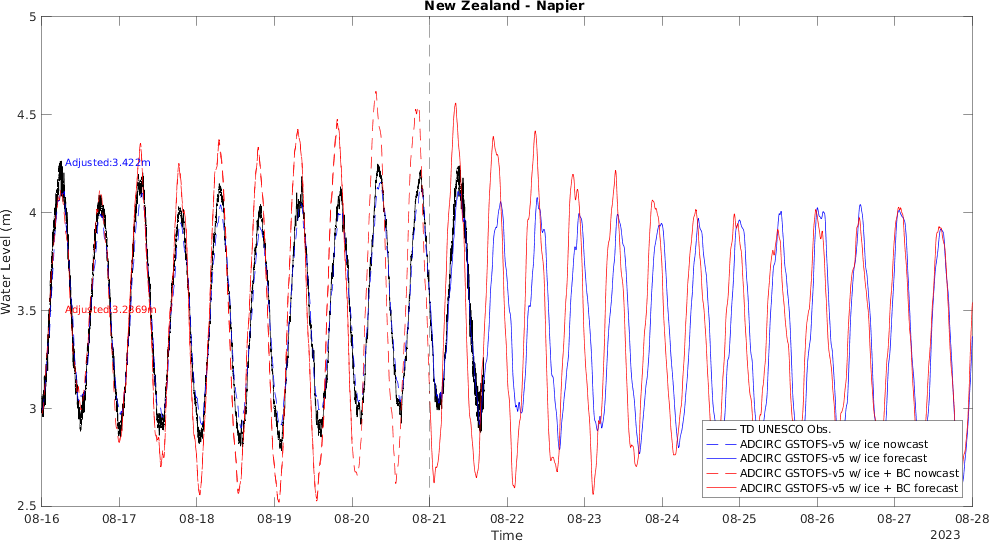 New Zealand - Napier
5
4.5
4
3.5
3
2.5
Water Level (m)
Adjusted:3.422m
Adjusted:3.2369m
TD UNESCO Obs.
ADCIRC GSTOFS-v5 w/ ice nowcast
ADCIRC GSTOFS-v5 w/ ice forecast
ADCIRC GSTOFS-v5 w/ ice + BC nowcast
ADCIRC GSTOFS-v5 w/ ice + BC forecast
08-16 08-17 08-18 08-19 08-20 08-21 08-22 08-23 08-24 08-25 08-26 08-27 08-28
Time
2023